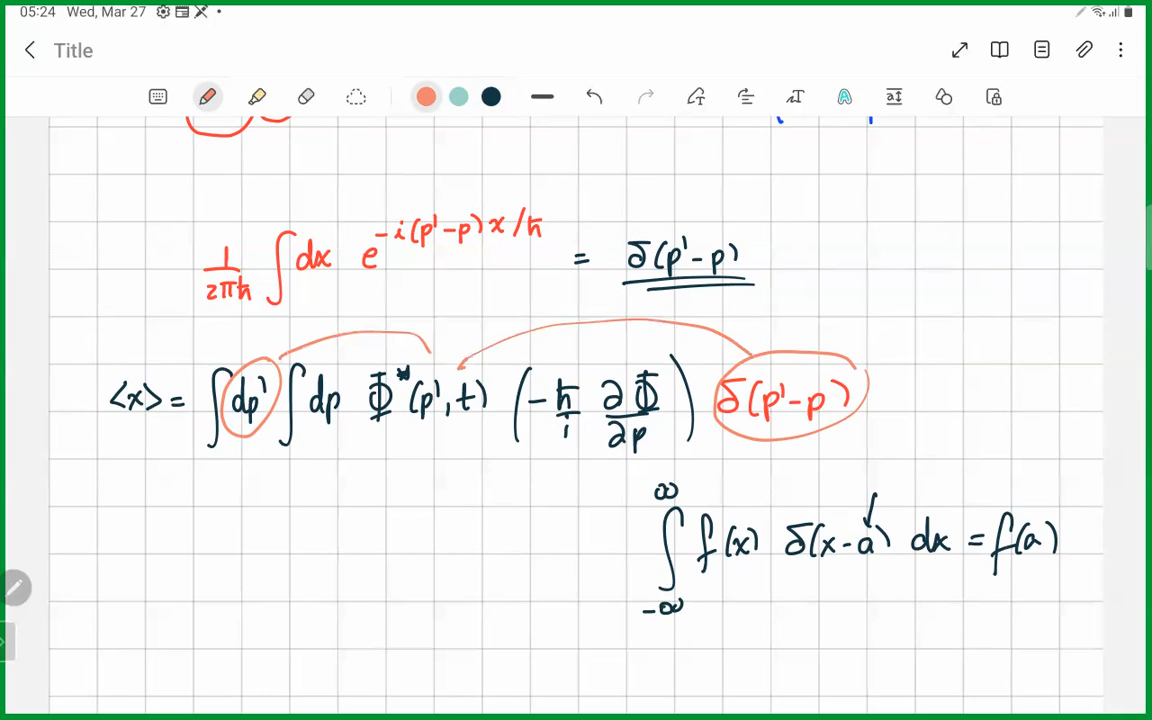 05:24 Wed, Mar 27
Title
1/2πħ ∫ dx e^{-i(p'-p)x/ħ} = δ(p'-p)
<x> = ∫dp' ∫dp Φ*(p',t) (-ħ/i ∂Φ/∂p) δ(p'-p)
∫_{-∞}^{∞} f(x) δ(x-a) dx = f(a)